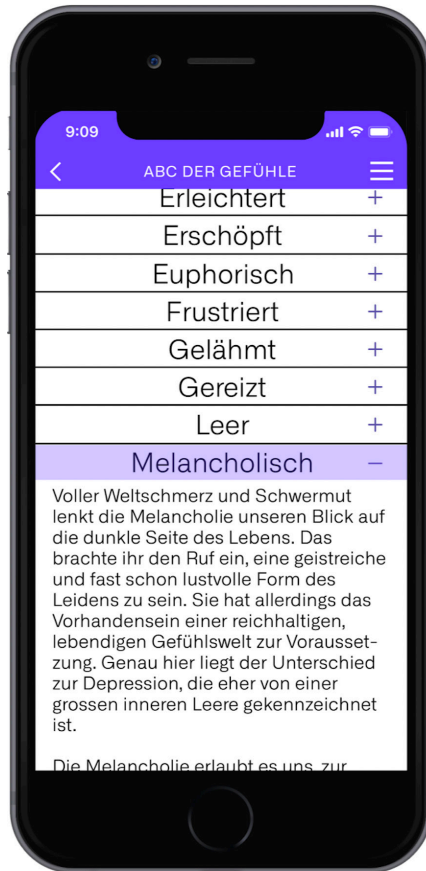 9:09
ABC DER GEFÜHLE
Erleichtert +
Erschöpft +
Euphorisch +
Frustriert +
Gelähmt +
Gereizt +
Leer +
Melancholisch –
Voller Weltschmerz und Schwermut
lenkt die Melancholie unseren Blick auf
die dunkle Seite des Lebens. Das
brachte ihr den Ruf ein, eine geistreiche
und fast schon lustvolle Form des
Leidens zu sein. Sie hat allerdings das
Vorhandensein einer reichhaltigen,
lebendigen Gefühlswelt zur Vorausset-
zung. Genau hier liegt der Unterschied
zur Depression, die eher von einer
grossen inneren Leere gekennzeichnet
ist.
Die Melancholie erlaubt es uns, zur